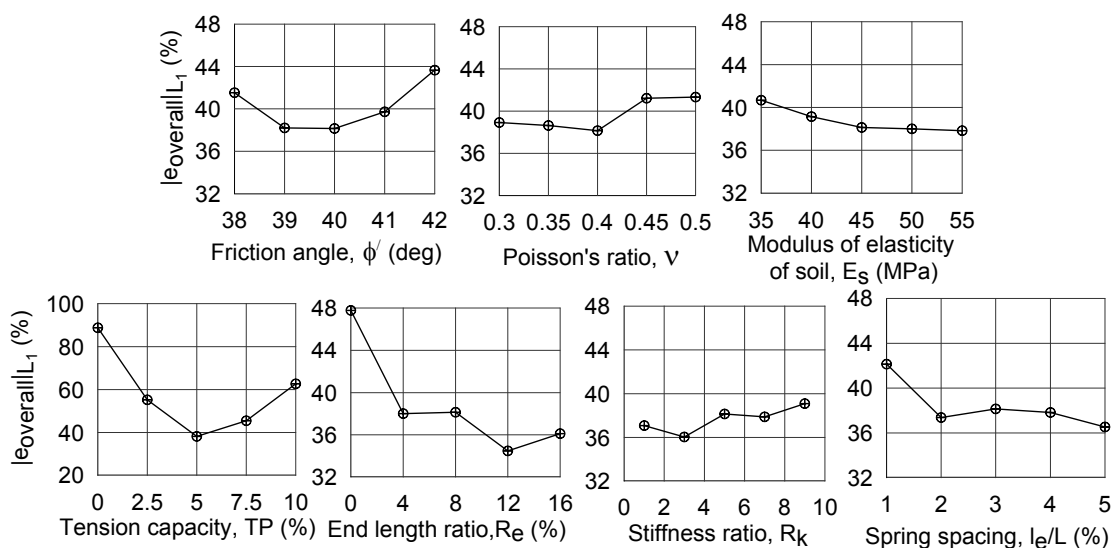 |eoverall|L1 (%)
48
44
40
36
32
38 39 40 41 42
Friction angle, ϕ′ (deg)
48
44
40
36
32
0.3 0.35 0.4 0.45 0.5
Poisson's ratio, ν
48
44
40
36
32
35 40 45 50 55
Modulus of elasticity
of soil, Es (MPa)
|eoverall|L1 (%)
100
80
60
40
20
0 2.5 5 7.5 10
Tension capacity, TP (%)
48
44
40
36
32
0 4 8 12 16
End length ratio,Re (%)
48
44
40
36
32
0 2 4 6 8 10
Stiffness ratio, Rk
48
44
40
36
32
1 2 3 4 5
Spring spacing, le/L (%)